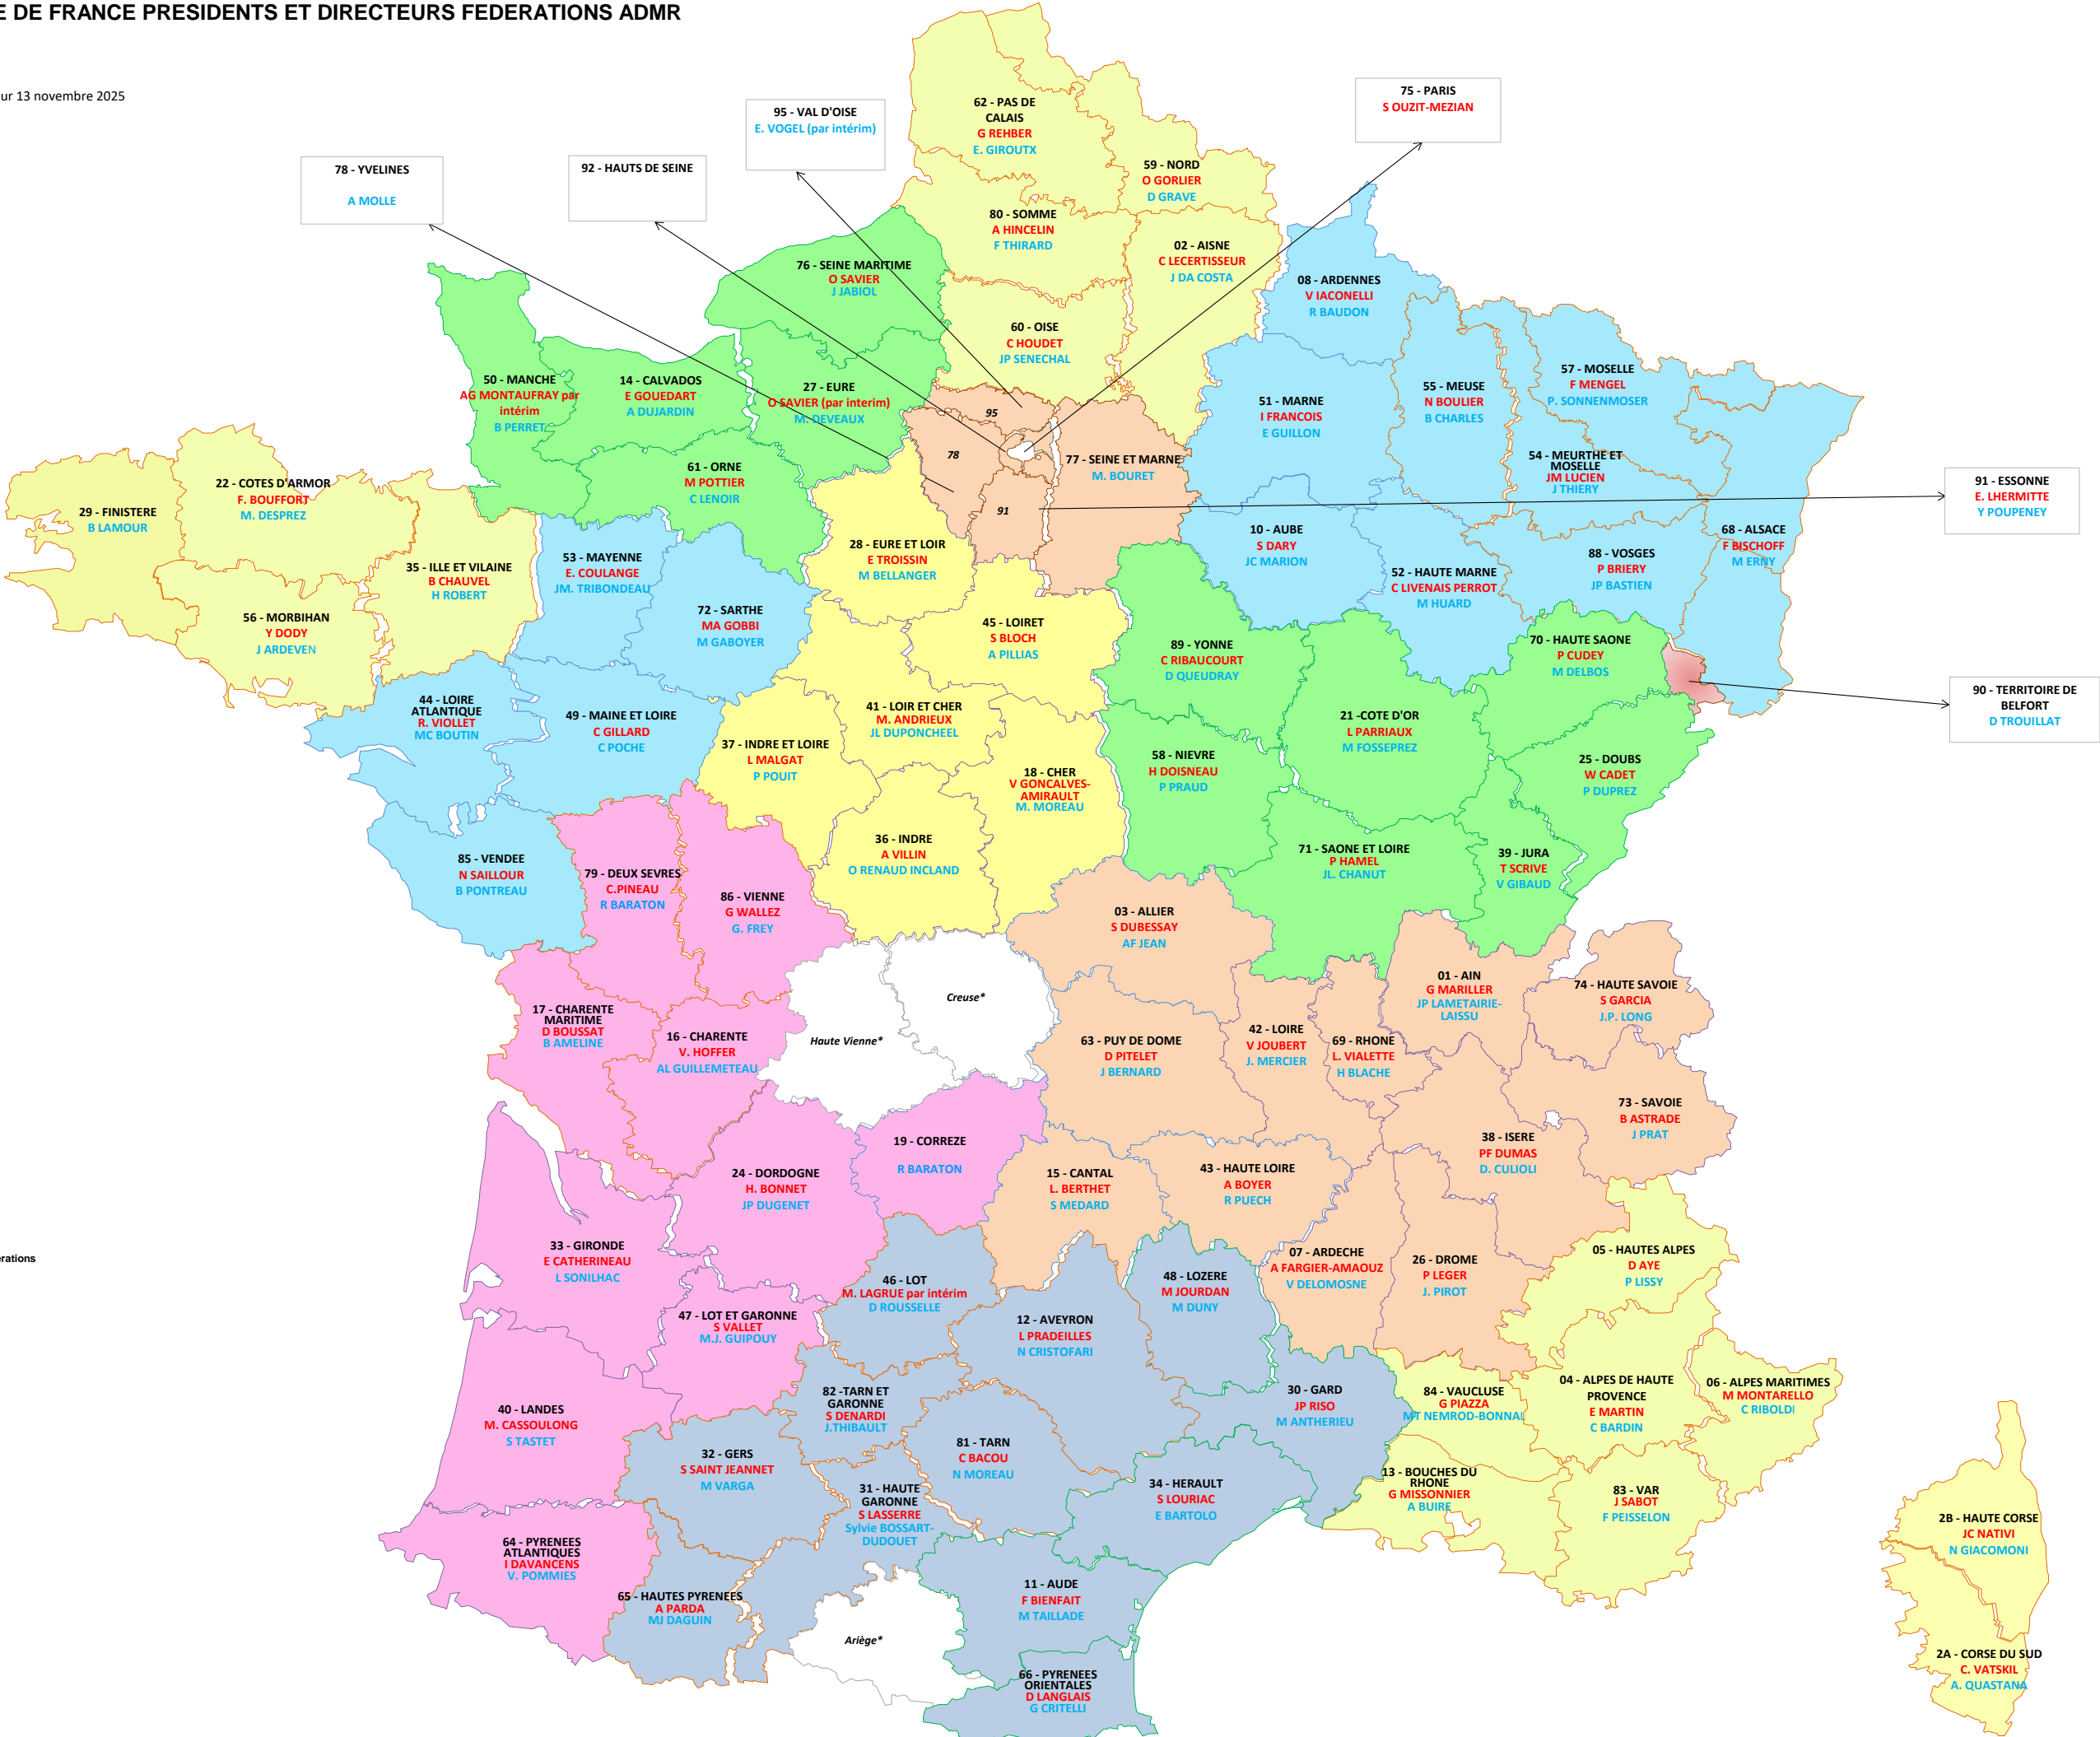 E DE FRANCE PRESIDENTS ET DIRECTEURS FEDERATIONS ADMR
ur 13 novembre 2025
75 - PARIS
S OUZIT-MEZIAN
95 - VAL D'OISE
E. VOGEL (par intérim)
78 - YVELINES
A MOLLE
92 - HAUTS DE SEINE
62 - PAS DE
CALAIS
G REHBER
E. GIROUTX
59 - NORD
O GORLIER
D GRAVE
80 - SOMME
A HINCELIN
F THIRARD
02 - AISNE
C LECERTISSEUR
J DA COSTA
76 - SEINE MARITIME
O SAVIER
J JABIOL
08 - ARDENNES
V IACONELLI
R BAUDON
60 - OISE
C HOUDET
JP SENECHAL
50 - MANCHE
AG MONTAUFRAY par
intérim
B PERRET
14 - CALVADOS
E GOUEDART
A DUJARDIN
27 - EURE
O SAVIER (par interim)
M. DEVEAUX
95
78
91
51 - MARNE
I FRANCOIS
E GUILLON
55 - MEUSE
N BOULIER
B CHARLES
57 - MOSELLE
F MENGEL
P. SONNENMOSER
61 - ORNE
M POTTIER
C LENOIR
77 - SEINE ET MARNE
M. BOURET
54 - MEURTHE ET
MOSELLE
JM LUCIEN
J THIERY
91 - ESSONNE
E. LHERMITTE
Y POUPENEY
22 - COTES D'ARMOR
F. BOUFFORT
M. DESPREZ
29 - FINISTERE
B LAMOUR
35 - ILLE ET VILAINE
B CHAUVEL
H ROBERT
53 - MAYENNE
E. COULANGE
JM. TRIBONDEAU
28 - EURE ET LOIR
E TROISSIN
M BELLANGER
10 - AUBE
S DARY
JC MARION
52 - HAUTE MARNE
C LIVENAIS PERROT
M HUARD
88 - VOSGES
P BRIERY
JP BASTIEN
68 - ALSACE
F BISCHOFF
M ERNY
56 - MORBIHAN
Y DODY
J ARDEVEN
72 - SARTHE
MA GOBBI
M GABOYER
45 - LOIRET
S BLOCH
A PILLIAS
89 - YONNE
C RIBAUCOURT
D QUEUDRAY
70 - HAUTE SAONE
P CUDEY
M DELBOS
90 - TERRITOIRE DE
BELFORT
D TROUILLAT
44 - LOIRE
ATLANTIQUE
R. VIOLLET
MC BOUTIN
49 - MAINE ET LOIRE
C GILLARD
C POCHE
37 - INDRE ET LOIRE
L MALGAT
P POUIT
41 - LOIR ET CHER
M. ANDRIEUX
JL DUPONCHEEL
21 -COTE D'OR
L PARRIAUX
M FOSSEPREZ
58 - NIEVRE
H DOISNEAU
P PRAUD
25 - DOUBS
W CADET
P DUPREZ
18 - CHER
V GONCALVES-
AMIRAULT
M. MOREAU
36 - INDRE
A VILLIN
O RENAUD INCLAND
71 - SAONE ET LOIRE
P HAMEL
JL. CHANUT
39 - JURA
T SCRIVE
V GIBAUD
85 - VENDEE
N SAILLOUR
B PONTREAU
79 - DEUX SEVRES
C.PINEAU
R BARATON
86 - VIENNE
G WALLEZ
G. FREY
03 - ALLIER
S DUBESSAY
AF JEAN
01 - AIN
G MARILLER
JP LAMETAIRIE-
LAISSU
74 - HAUTE SAVOIE
S GARCIA
J.P. LONG
Creuse*
Haute Vienne*
17 - CHARENTE
MARITIME
D BOUSSAT
B AMELINE
16 - CHARENTE
V. HOFFER
AL GUILLEMETEAU
63 - PUY DE DOME
D PITELET
J BERNARD
42 - LOIRE
V JOUBERT
J. MERCIER
69 - RHONE
L. VIALETTE
H BLACHE
73 - SAVOIE
B ASTRADE
J PRAT
38 - ISERE
PF DUMAS
D. CULIOLI
19 - CORREZE
R BARATON
24 - DORDOGNE
H. BONNET
JP DUGENET
15 - CANTAL
L. BERTHET
S MEDARD
43 - HAUTE LOIRE
A BOYER
R PUECH
33 - GIRONDE
E CATHERINEAU
L SONILHAC
érations
46 - LOT
M. LAGRUE par intérim
D ROUSSELLE
48 - LOZERE
M JOURDAN
M DUNY
07 - ARDECHE
A FARGIER-AMAOUZ
V DELOMOSNE
26 - DROME
P LEGER
J. PIROT
05 - HAUTES ALPES
D AYE
P LISSY
47 - LOT ET GARONNE
S VALLET
M.J. GUIPOUY
12 - AVEYRON
L PRADEILLES
N CRISTOFARI
40 - LANDES
M. CASSOULONG
S TASTET
82 -TARN ET
GARONNE
S DENARDI
J.THIBAULT
30 - GARD
JP RISO
M ANTHERIEU
84 - VAUCLUSE
G PIAZZA
MT NEMROD-BONNAL
04 - ALPES DE HAUTE
PROVENCE
E MARTIN
C BARDIN
06 - ALPES MARITIMES
M MONTARELLO
C RIBOLDI
32 - GERS
S SAINT JEANNET
M VARGA
81 - TARN
C BACOU
N MOREAU
31 - HAUTE
GARONNE
S LASSERRE
Sylvie BOSSART-
DUDOUET
34 - HERAULT
S LOURIAC
E BARTOLO
13 - BOUCHES DU
RHONE
G MISSONNIER
A BUIRE
83 - VAR
J SABOT
F PEISSELON
64 - PYRENEES
ATLANTIQUES
I DAVANCENS
V. POMMIES
65 - HAUTES PYRENEES
A PARDA
MJ DAGUIN
11 - AUDE
F BIENFAIT
M TAILLADE
Ariège*
66 - PYRENEES
ORIENTALES
D LANGLAIS
G CRITELLI
2B - HAUTE CORSE
JC NATIVI
N GIACOMONI
2A - CORSE DU SUD
C. VATSKIL
A. QUASTANA